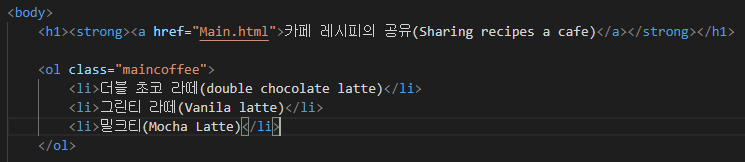 <body>
<h1><strong><a href="Main.html">카페 레시피의 공유(Sharing recipes a cafe)</a></strong></h1>
<ol class="maincoffee">
<li>더블 초코 라떼(double chocolate latte)</li>
<li>그린티 라떼(Vanila latte)</li>
<li>밀크티(Mocha Latte)</li>
</ol>